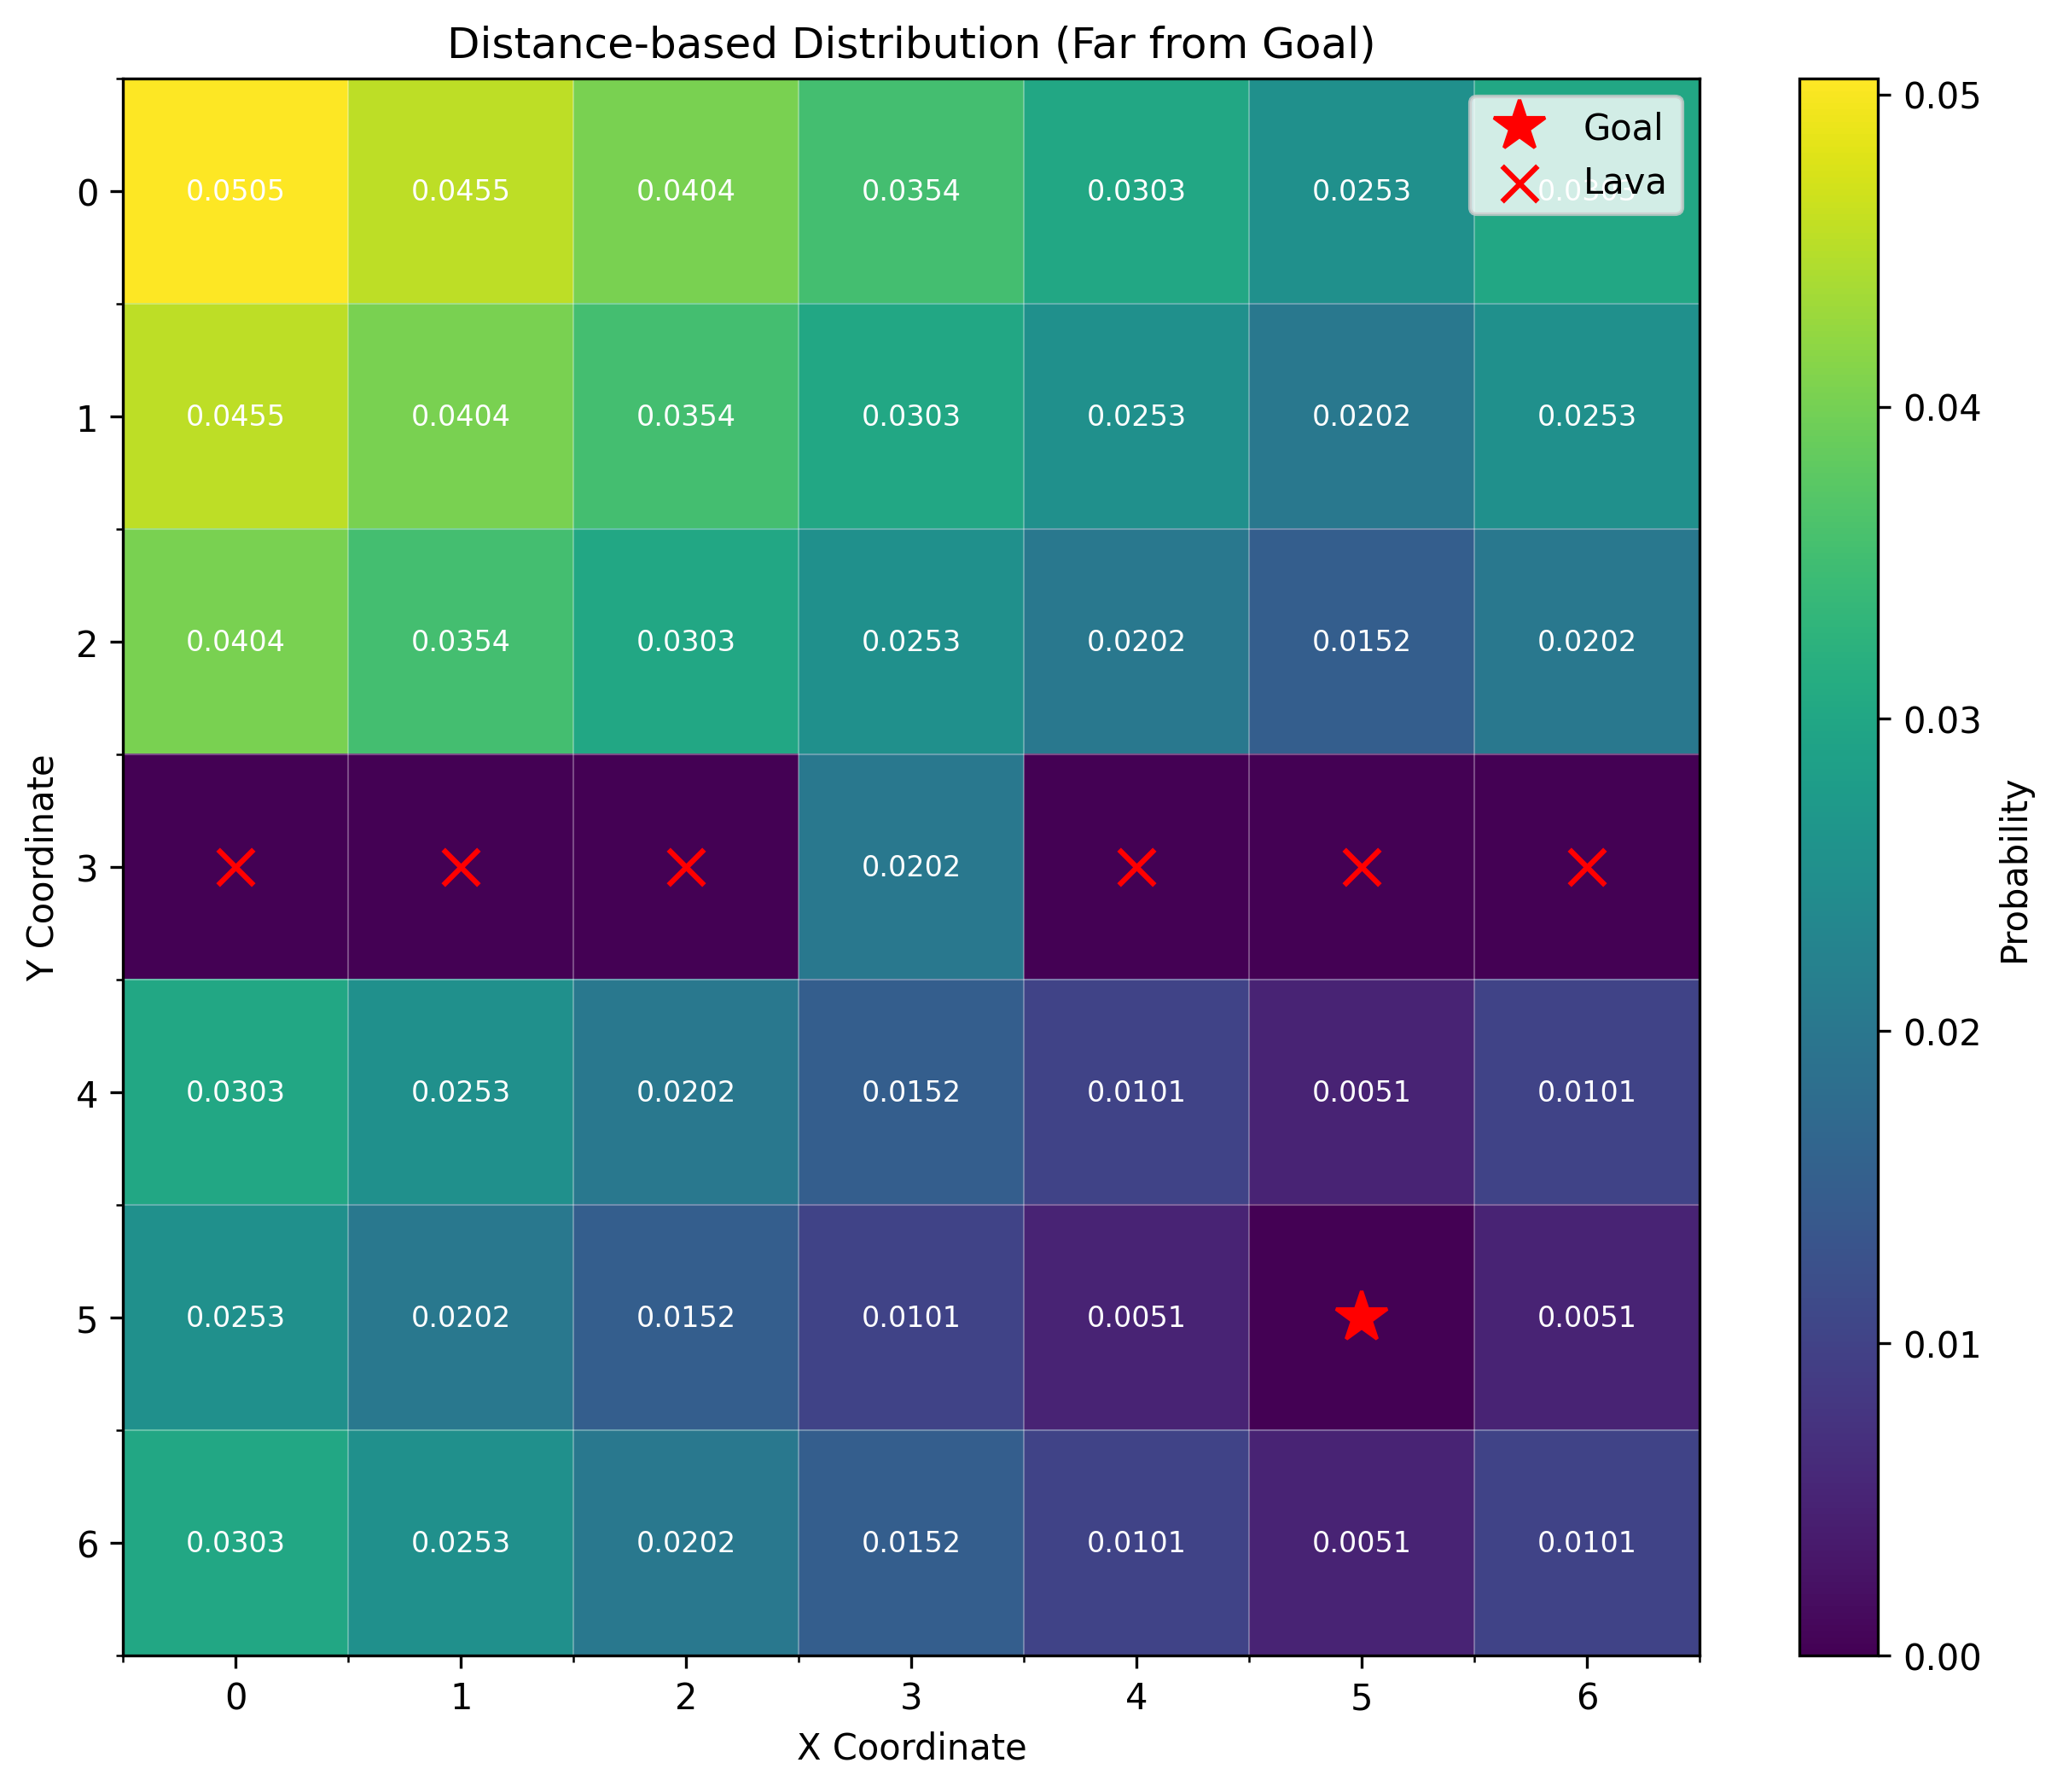 Distance-based Distribution (Far from Goal)
Goal
Lava
0 0.0505 0.0455 0.0404 0.0354 0.0303 0.0253
1 0.0455 0.0404 0.0354 0.0303 0.0253 0.0202 0.0253
2 0.0404 0.0354 0.0303 0.0253 0.0202 0.0152 0.0202
3 0.0202
4 0.0303 0.0253 0.0202 0.0152 0.0101 0.0051 0.0101
5 0.0253 0.0202 0.0152 0.0101 0.0051 0.0051
6 0.0303 0.0253 0.0202 0.0152 0.0101 0.0051 0.0101
0 1 2 3 4 5 6
X Coordinate
Y Coordinate
0.05
0.04
0.03
0.02
0.01
0.00
Probability